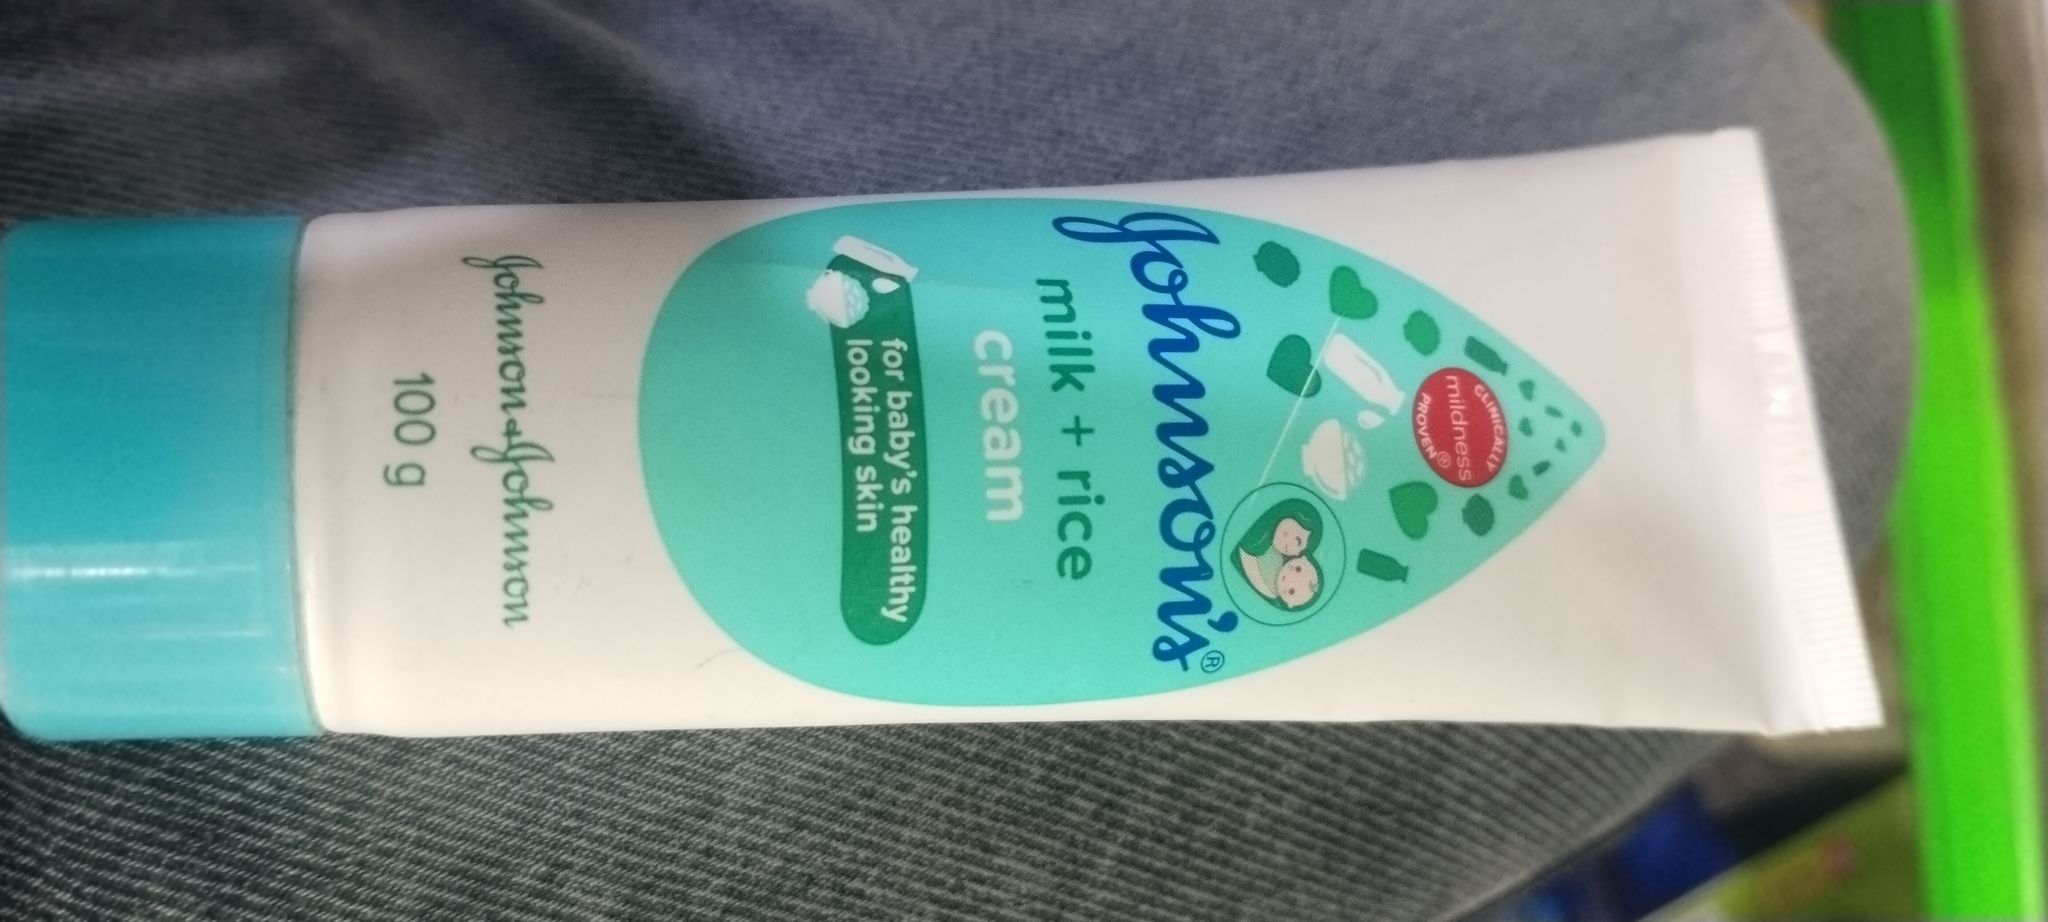 CLINICALLY
mildness
PROVEN®
Johnson's®
milk + rice
cream
for baby's healthy
looking skin
Johnson & Johnson
100 g